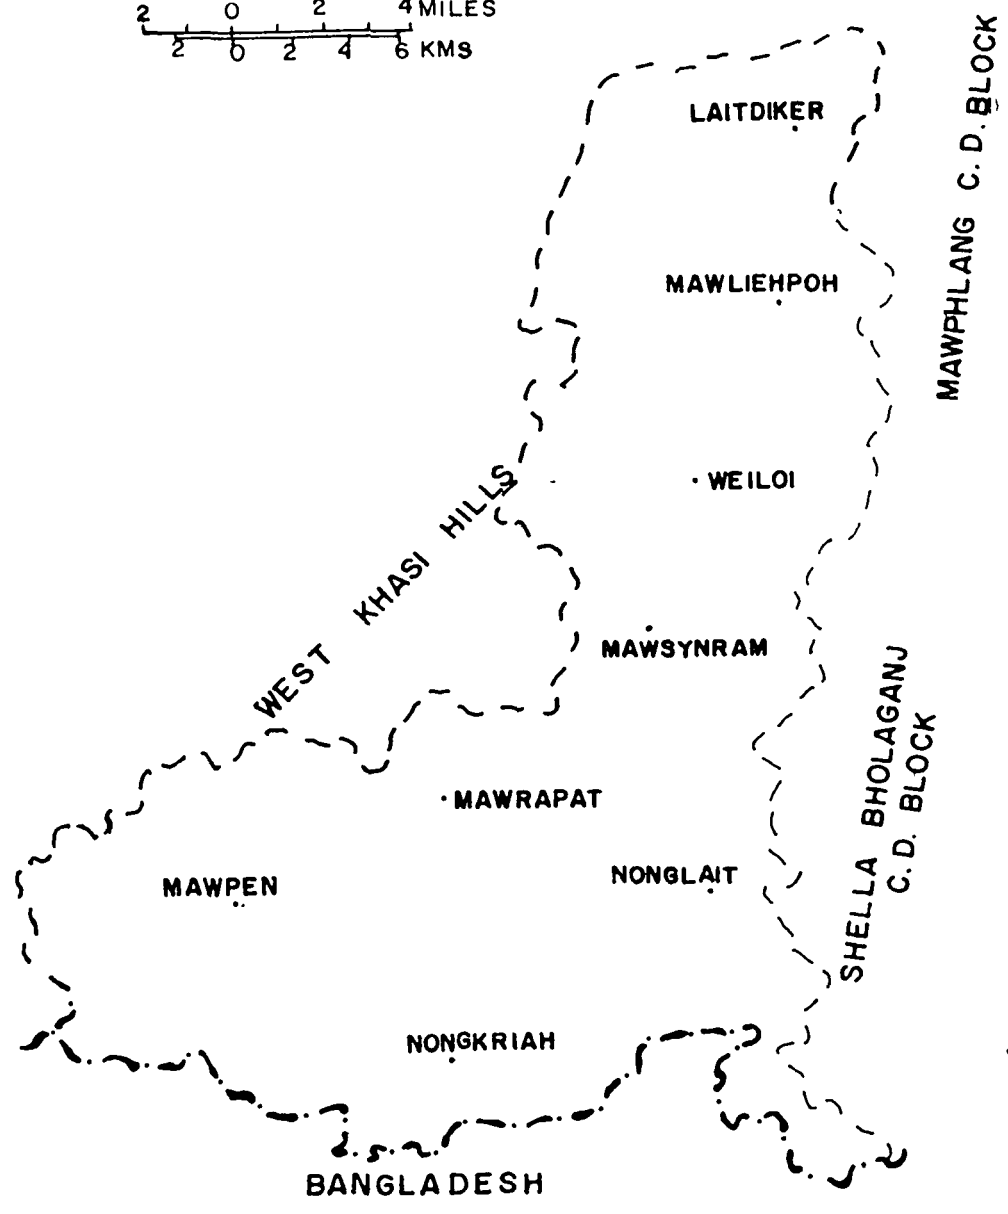 2 0 2 4 MILES
2 0 2 4 6 KMS
LAITDIKER
MAWPHLANG C. D. BLOCK
MAWLIEHPOH
WEILOI
WEST KHASI HILLS
MAWSYNRAM
MAWRAPAT
MAWPEN
NONGLAIT
SHELLA BHOLAGANJ
C. D. BLOCK
NONGKRIAH
BANGLADESH